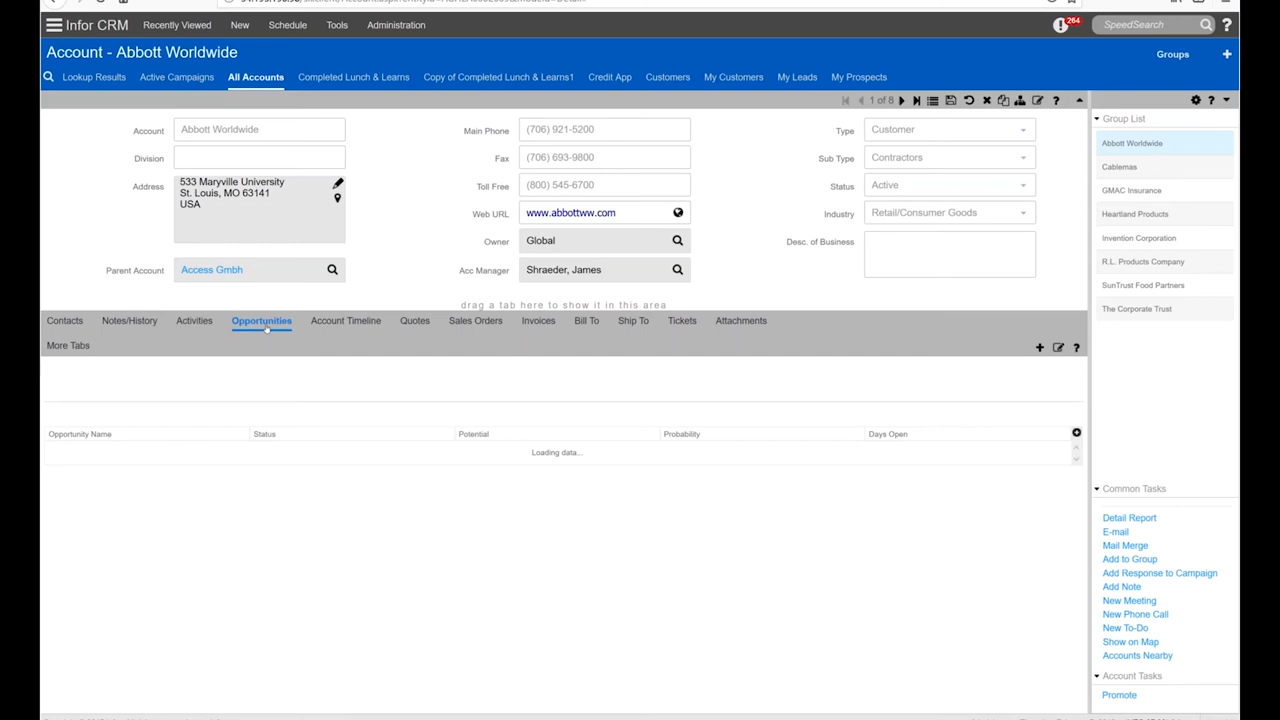 Infor CRM Recently Viewed New Schedule Tools Administration 264 SpeedSearch ?
Account - Abbott Worldwide Groups
Lookup Results Active Campaigns All Accounts Completed Lunch & Learns Copy of Completed Lunch & Learns1 Credit App Customers My Customers My Leads My Prospects
1 of 8 ? ?
Account Abbott Worldwide Main Phone (706) 921-5200 Type Customer
Division Fax (706) 693-9800 Sub Type Contractors
Address 533 Maryville University
St. Louis, MO 63141
USA
Toll Free (800) 545-6700 Status Active
Web URL www.abbottww.com Industry Retail/Consumer Goods
Owner Global Desc. of Business
Parent Account Access Gmbh Acc Manager Shraeder, James
drag a tab here to show it in this area
Contacts Notes/History Activities Opportunities Account Timeline Quotes Sales Orders Invoices Bill To Ship To Tickets Attachments
More Tabs ?
Opportunity Name Status Potential Probability Days Open
Loading data...
Group List
Abbott Worldwide
Cablemas
GMAC Insurance
Heartland Products
Invention Corporation
R.L. Products Company
SunTrust Food Partners
The Corporate Trust
Common Tasks
Detail Report
E-mail
Mail Merge
Add to Group
Add Response to Campaign
Add Note
New Meeting
New Phone Call
New To-Do
Show on Map
Accounts Nearby
Account Tasks
Promote